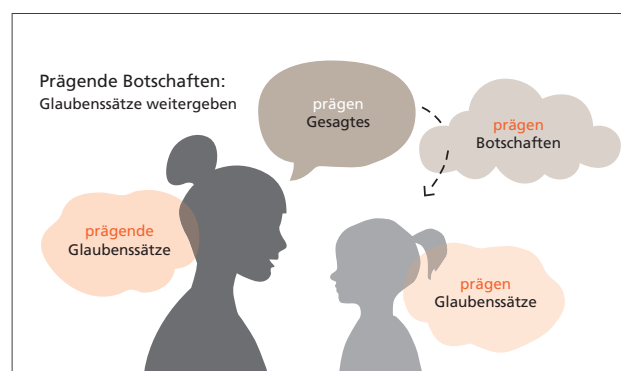 Prägende Botschaften:
Glaubenssätze weitergeben
prägen
Gesagtes
prägen
Botschaften
prägende
Glaubenssätze
prägen
Glaubenssätze